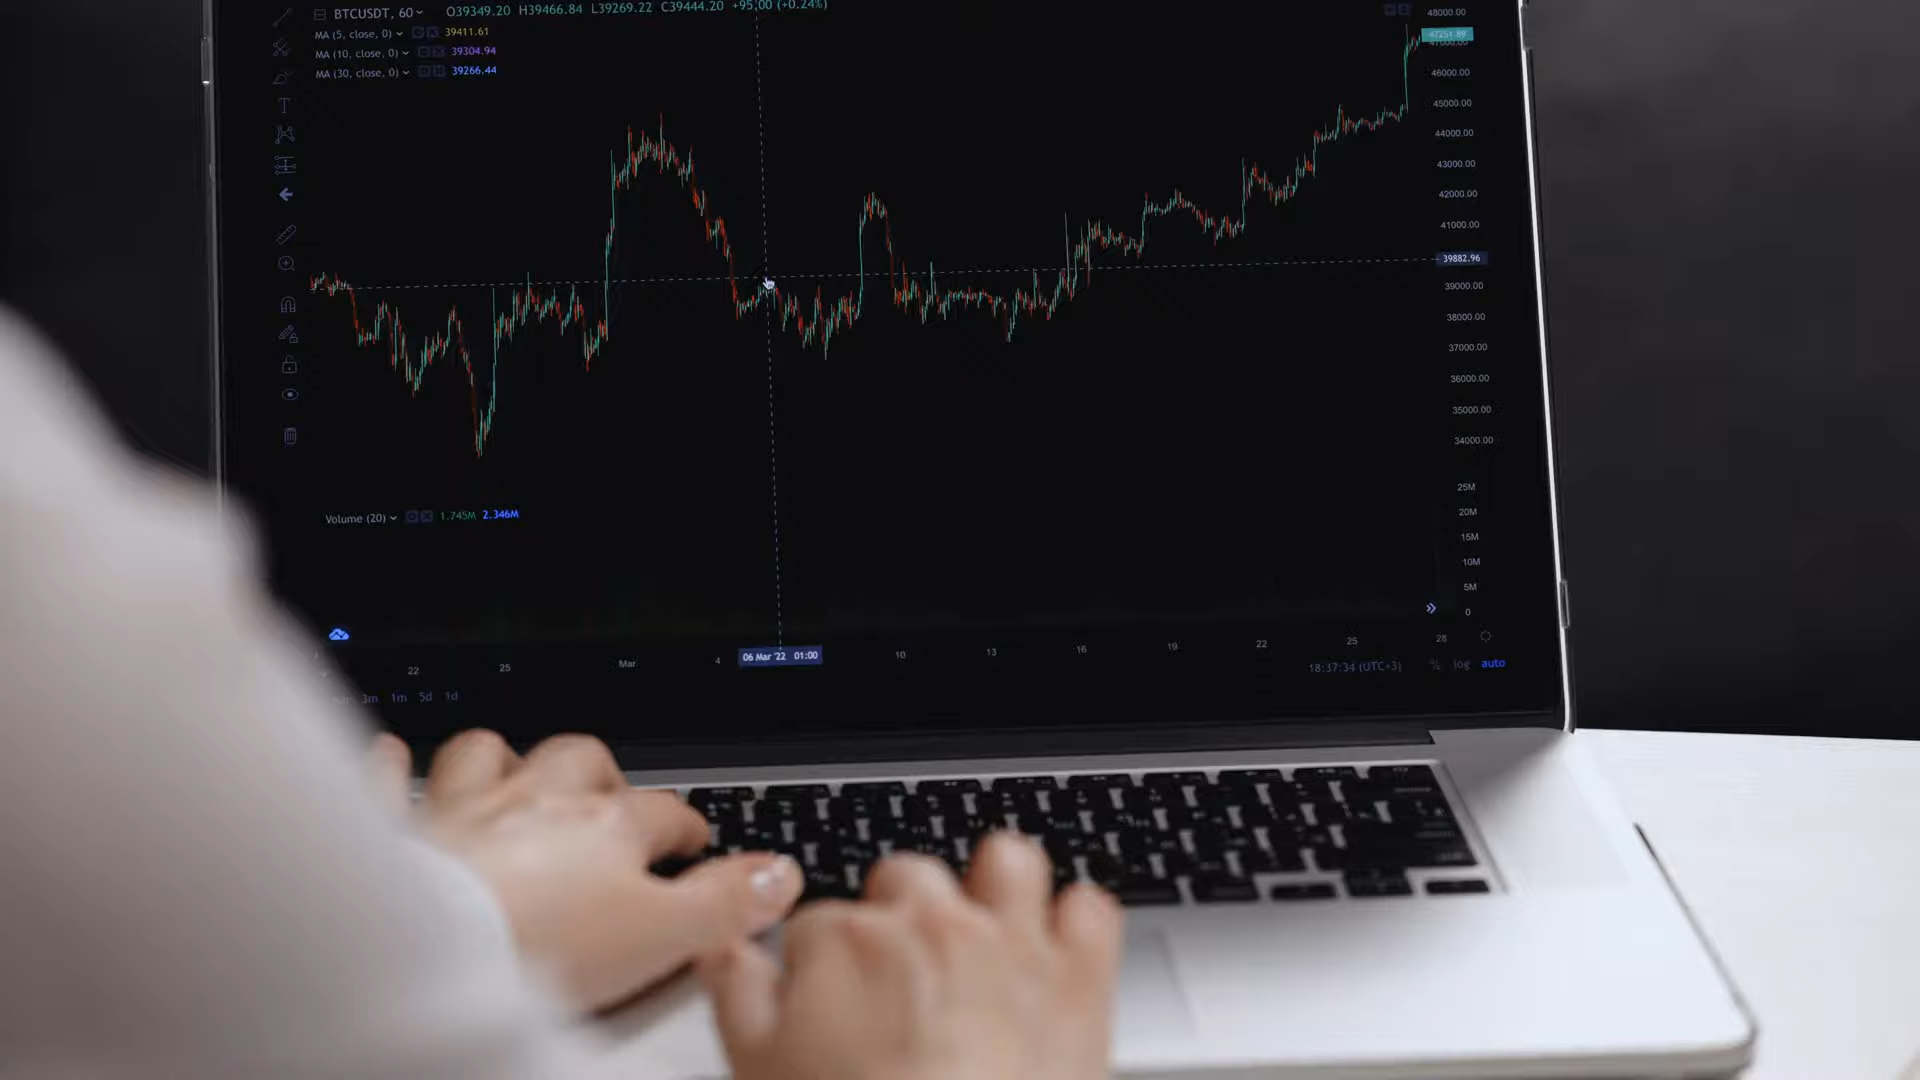 BTCUSDT, 60 O39349.20 H39466.84 L39269.22 C39444.20 +95.00 (+0.24%)
MA (5, close, 0) 39411.61
MA (10, close, 0) 39304.94
MA (30, close, 0) 39266.44
48000.00
47251.89
47000.00
46000.00
45000.00
44000.00
43000.00
42000.00
41000.00
39882.96
39000.00
38000.00
37000.00
36000.00
35000.00
34000.00
Volume (20) 1.745M 2.346M
25M
20M
15M
10M
5M
0
22 25 Mar 4 06 Mar '22 01:00 10 13 16 19 22 25 28
3m 1m 5d 1d
18:37:34 (UTC+3) % log auto